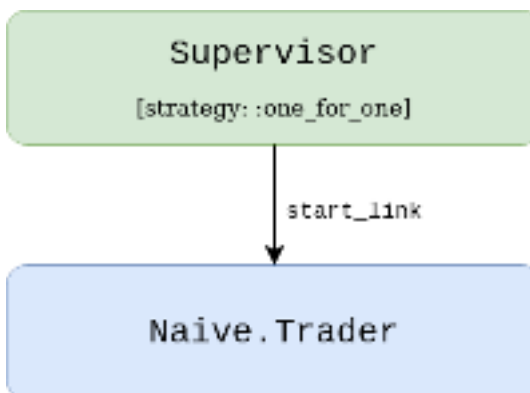 Supervisor
[strategy: :one_for_one]
start_link
Naive.Trader